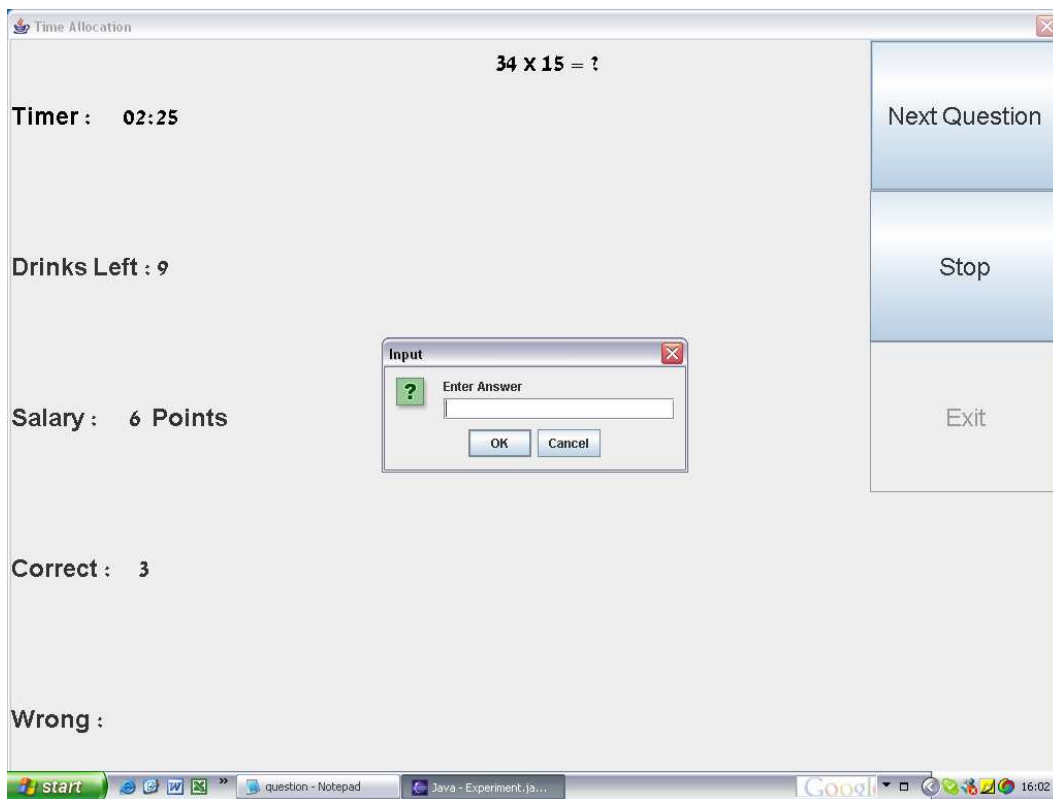 Time Allocation
34 X 15 = ?
Timer : 02:25
Next Question
Drinks Left : 9
Stop
Input
? Enter Answer
Salary : 6 Points
Exit
OK Cancel
Correct : 3
Wrong :
start W » question - Notepad Java - Experiment.ja... Googl 16:02